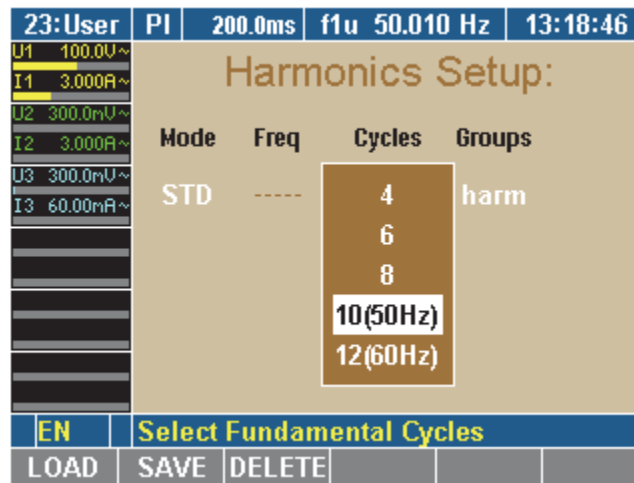 23:User PI 200.0ms f1u 50.010 Hz 13:18:46
U1 100.0V~
I1 3.000A~
U2 300.0mV~
I2 3.000A~
U3 300.0mV~
I3 60.00mA~
Harmonics Setup:
Mode Freq Cycles Groups
STD ----- 4 harm
6
8
10(50Hz)
12(60Hz)
EN Select Fundamental Cycles
LOAD SAVE DELETE